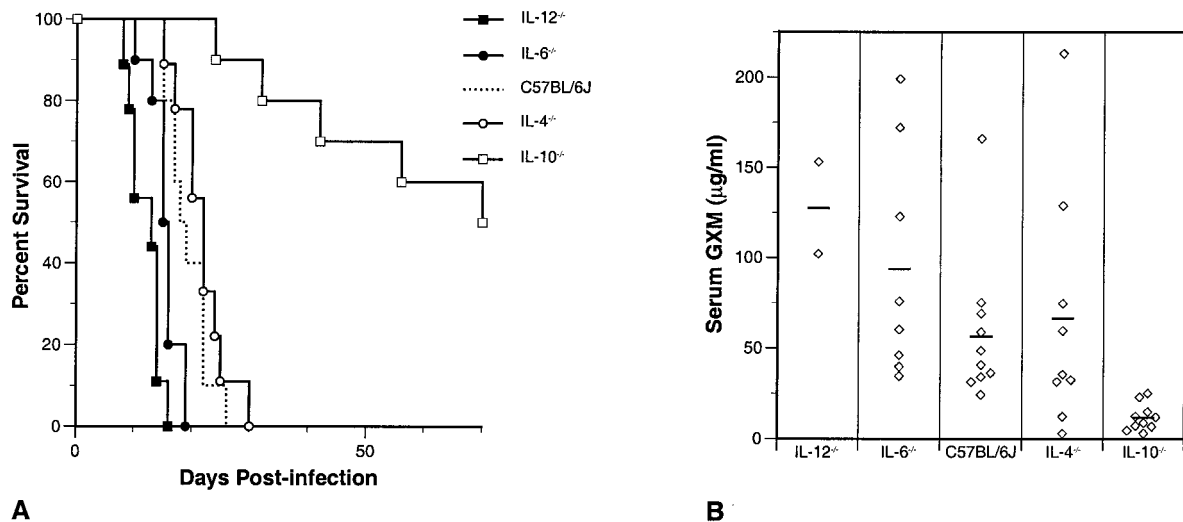 100
80
60
40
20
0
Percent Survival
0
50
Days Post-infection
IL-12-/-
IL-6-/-
C57BL/6J
IL-4-/-
IL-10-/-
A
200
150
100
50
0
Serum GXM (µg/ml)
IL-12-/-
IL-6-/-
C57BL/6J
IL-4-/-
IL-10-/-
B